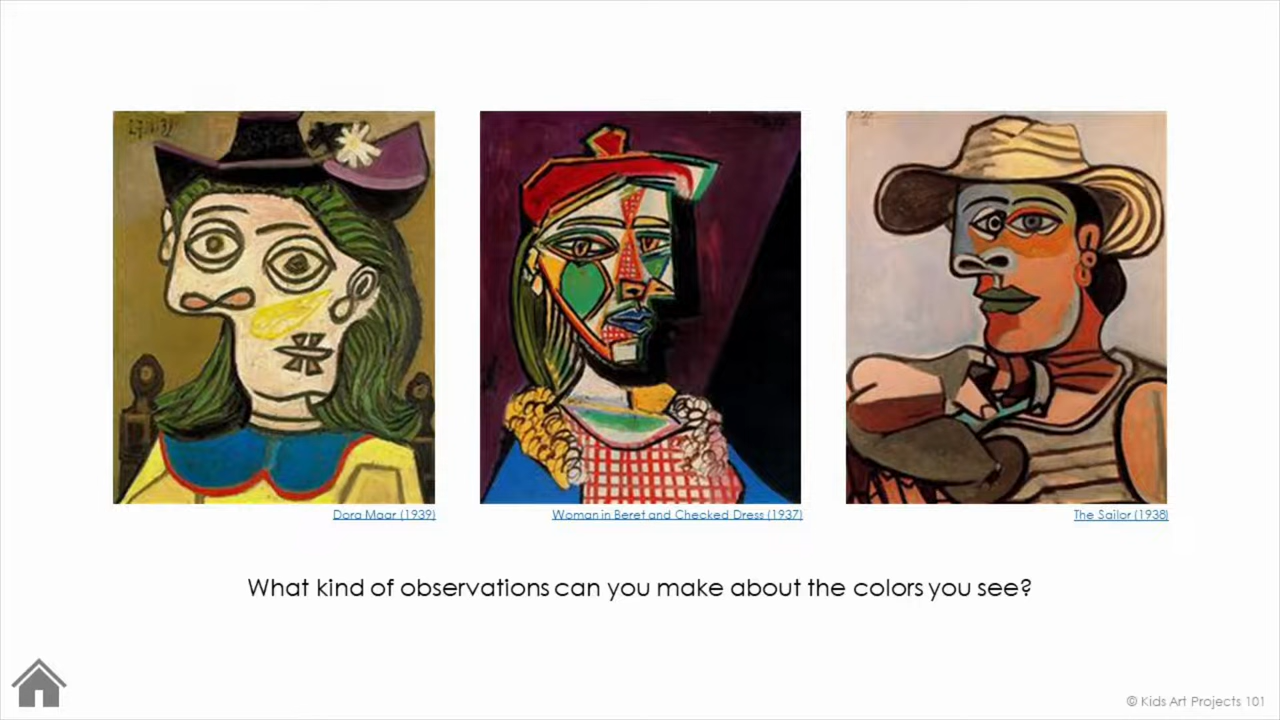 Dora Maar (1939)
Woman in Beret and Checked Dress (1937)
The Sailor (1938)
What kind of observations can you make about the colors you see?
© Kids Art Projects 101